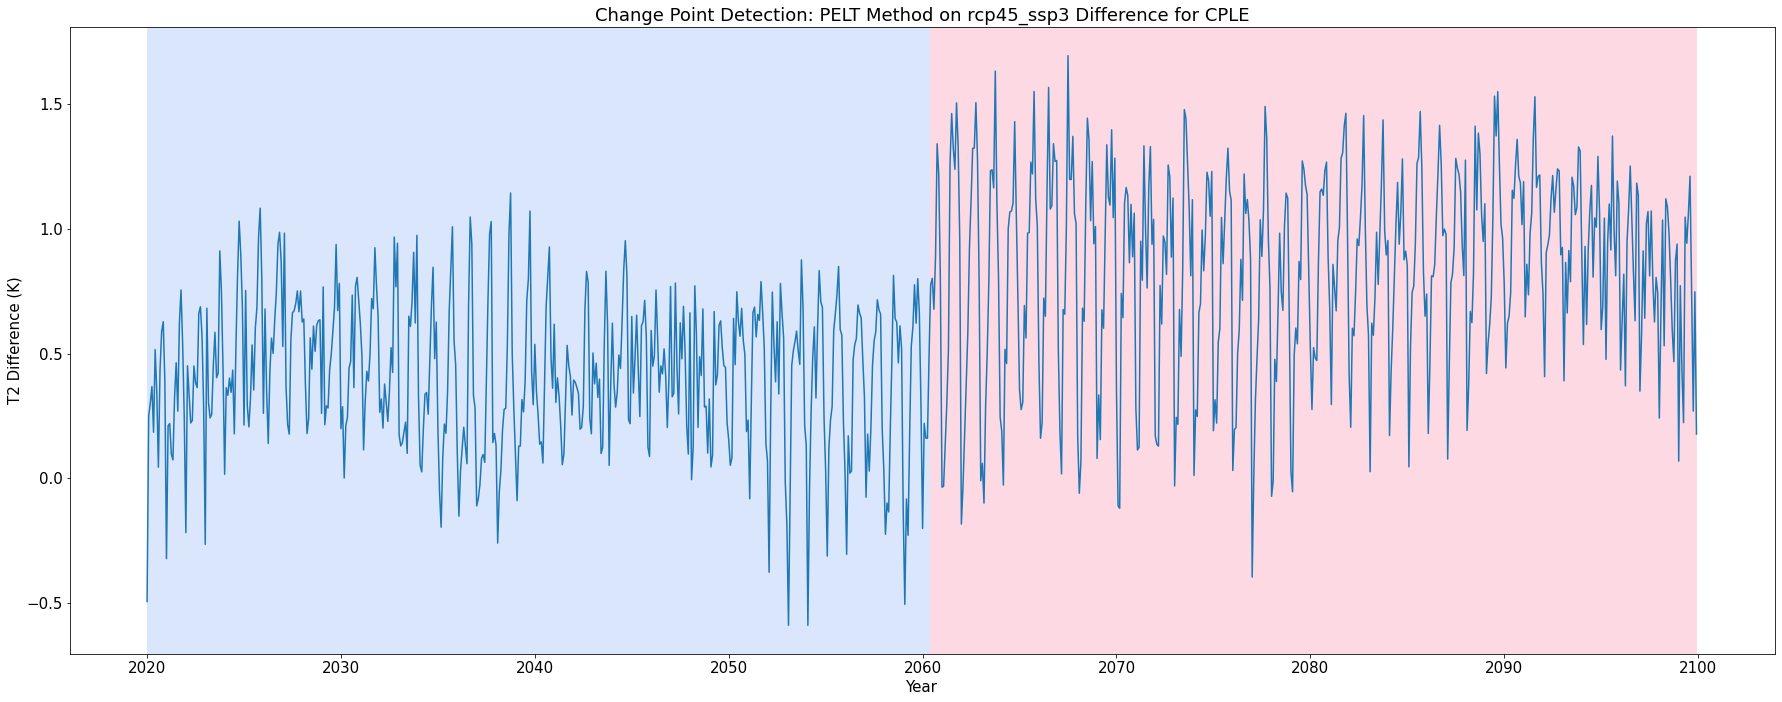 Change Point Detection: PELT Method on rcp45_ssp3 Difference for CPLE
T2 Difference (K)
1.5
1.0
0.5
0.0
−0.5
2020 2030 2040 2050 2060 2070 2080 2090 2100
Year